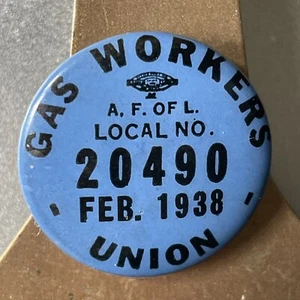 GAS WORKERS
A. F. OF L.
LOCAL NO.
20490
- FEB. 1938 -
UNION